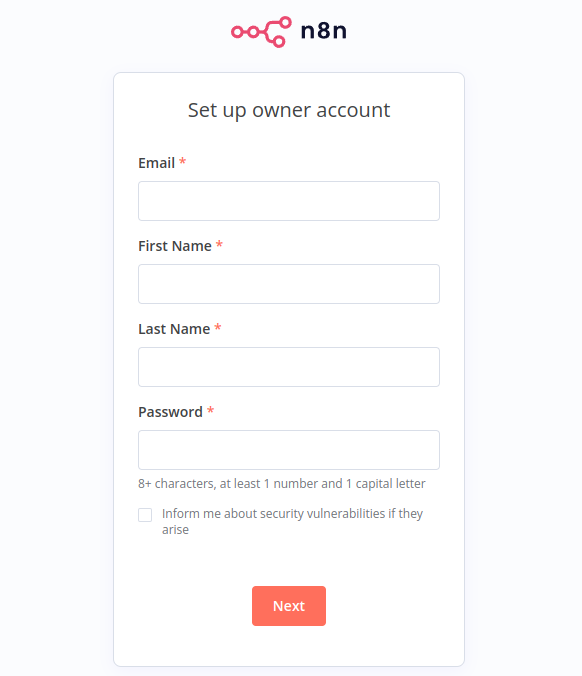 n8n
Set up owner account
Email *
First Name *
Last Name *
Password *
8+ characters, at least 1 number and 1 capital letter
Inform me about security vulnerabilities if they
arise
Next